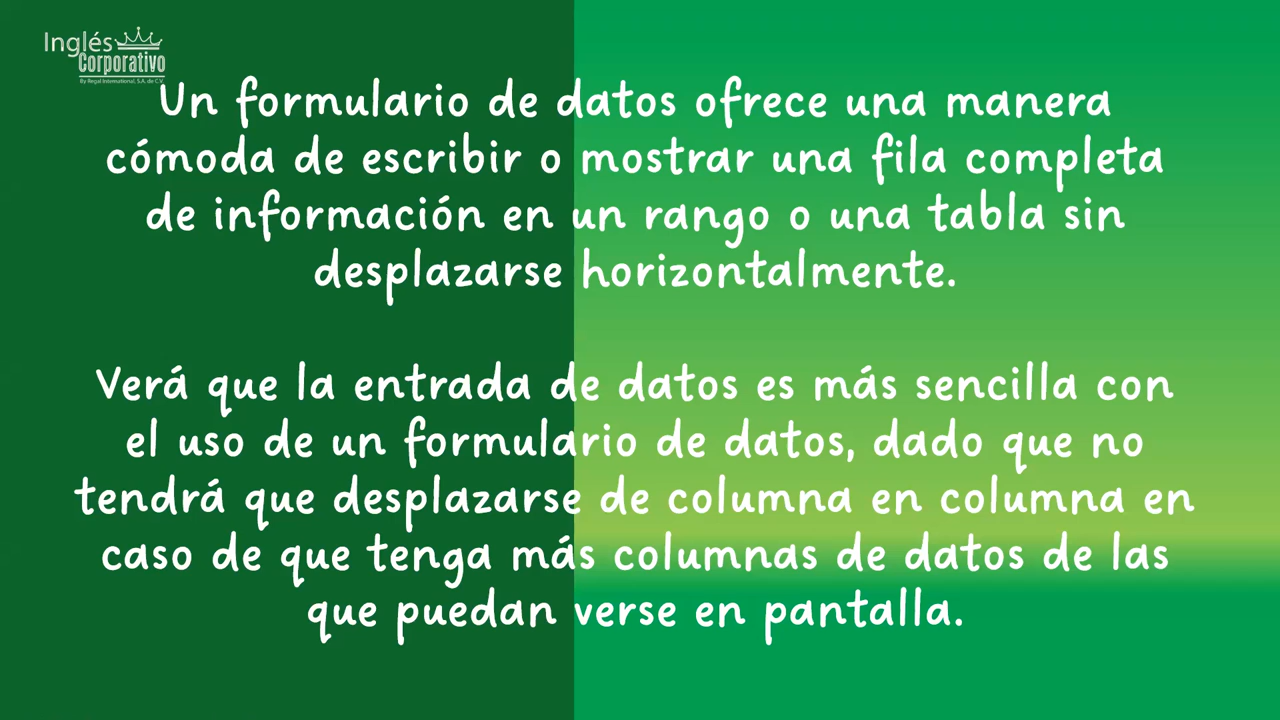 Inglés
Corporativo
By Regal International, S.A. de C.V.
Un formulario de datos ofrece una manera
cómoda de escribir o mostrar una fila completa
de información en un rango o una tabla sin
desplazarse horizontalmente.
Verá que la entrada de datos es más sencilla con
el uso de un formulario de datos, dado que no
tendrá que desplazarse de columna en columna en
caso de que tenga más columnas de datos de las
que puedan verse en pantalla.